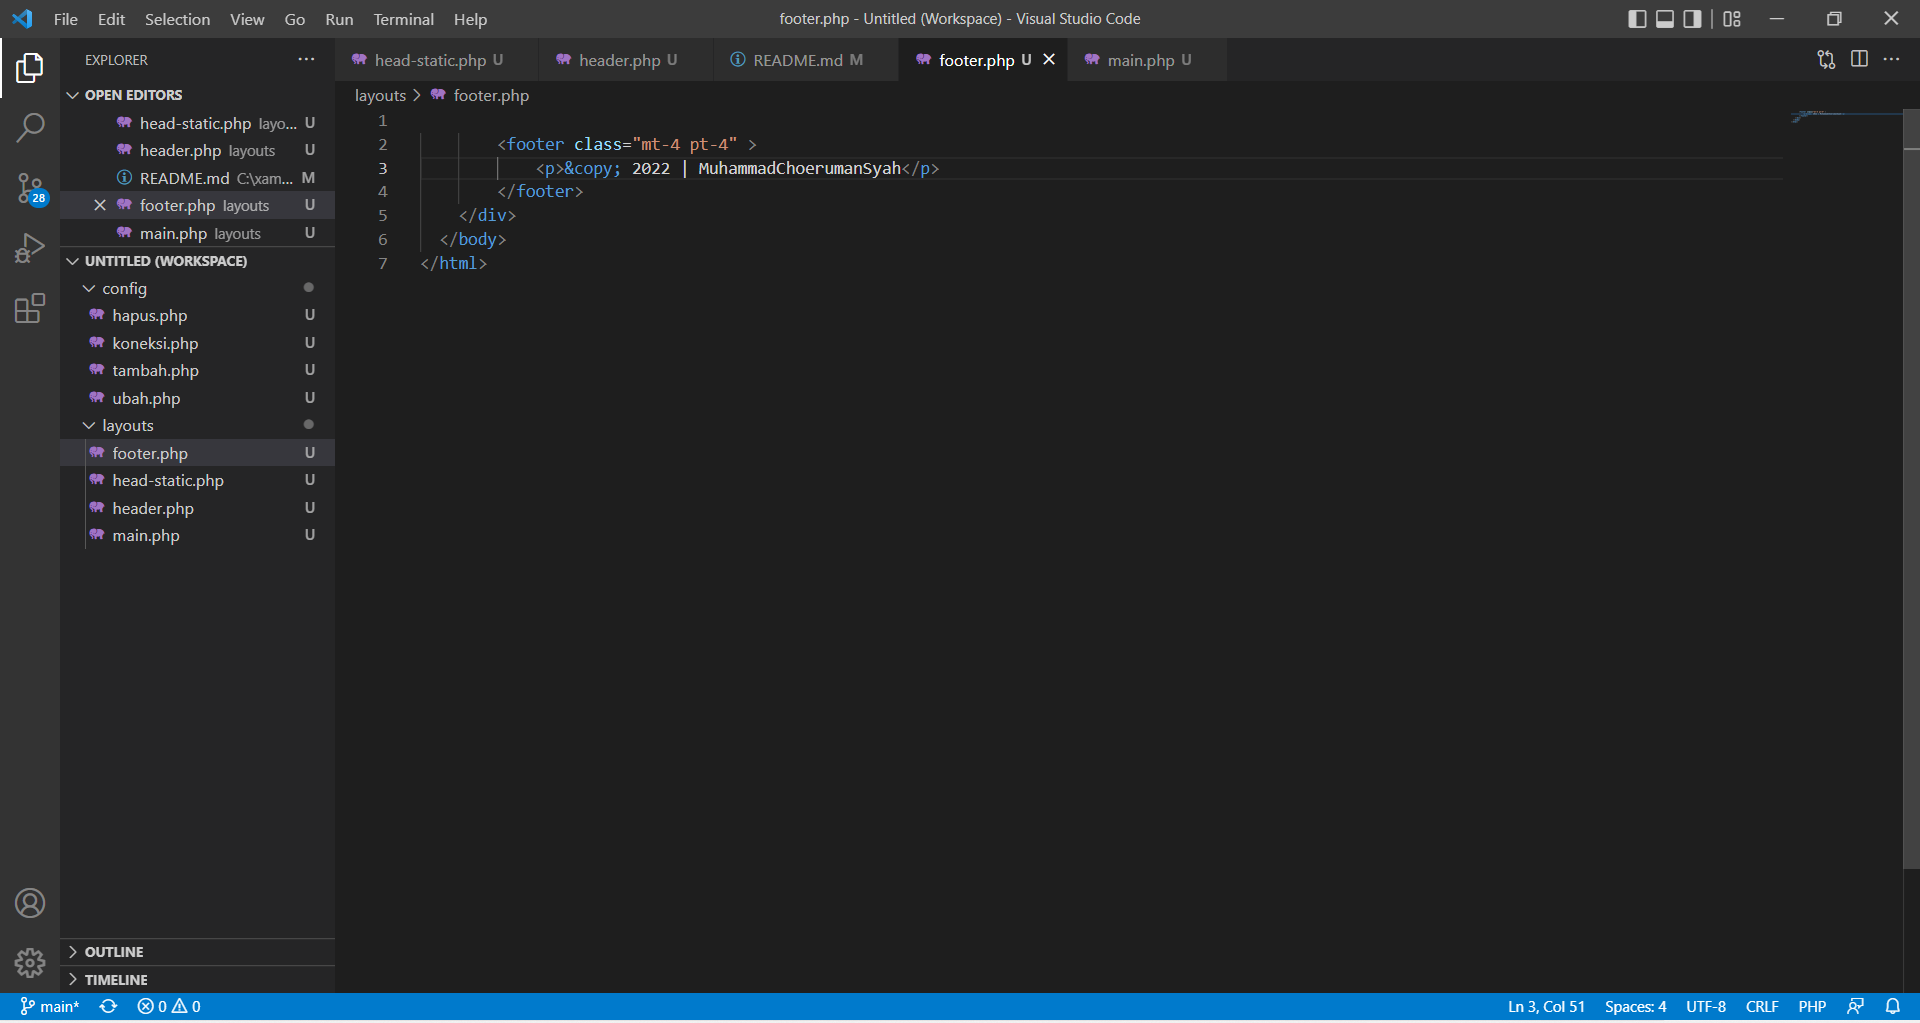 File Edit Selection View Go Run Terminal Help
footer.php - Untitled (Workspace) - Visual Studio Code
EXPLORER
OPEN EDITORS
head-static.php layo... U
header.php layouts U
README.md C:\xam... M
footer.php layouts U
main.php layouts U
UNTITLED (WORKSPACE)
config
hapus.php U
koneksi.php U
tambah.php U
ubah.php U
layouts
footer.php U
head-static.php U
header.php U
main.php U
OUTLINE
TIMELINE
28
head-static.php U header.php U README.md M footer.php U main.php U
layouts > footer.php
1
2 <footer class="mt-4 pt-4" >
3 <p>&copy; 2022 | MuhammadChoerumanSyah</p>
4 </footer>
5 </div>
6 </body>
7 </html>
main* 0 0 Ln 3, Col 51 Spaces: 4 UTF-8 CRLF PHP